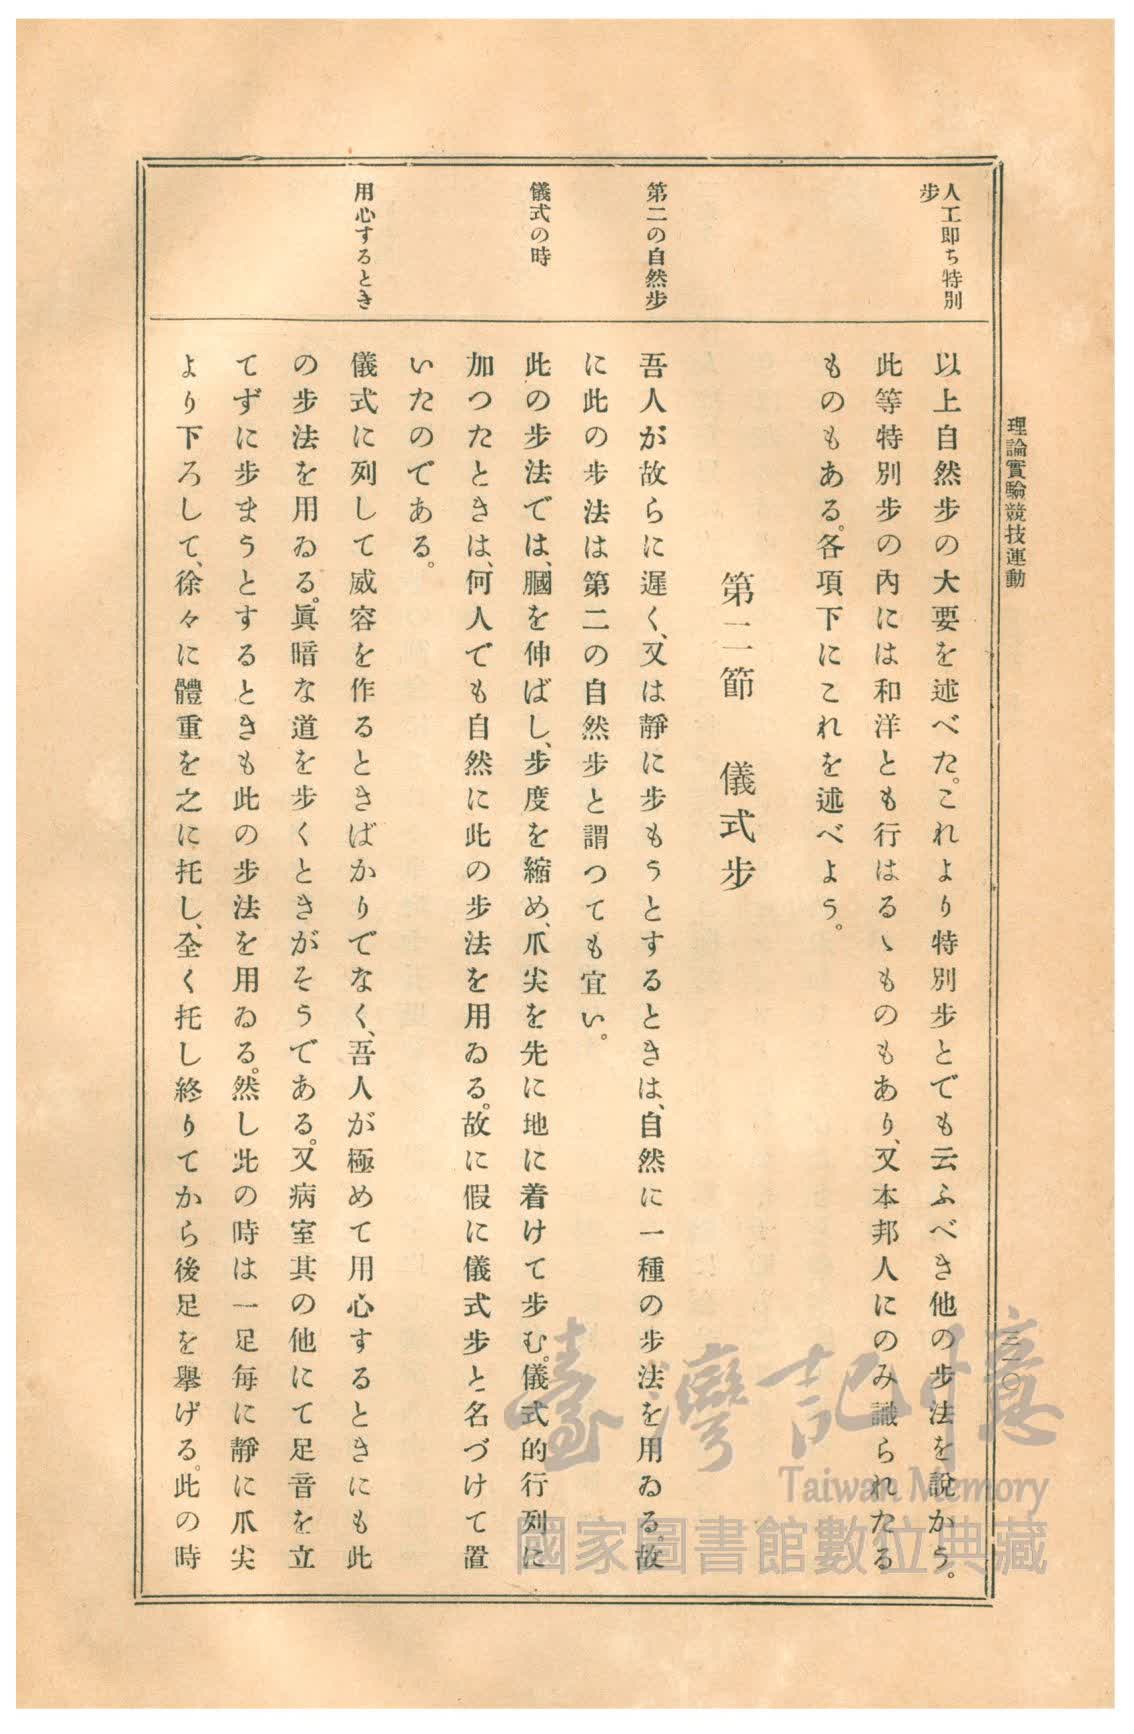 理論實驗競技運動
三一〇
人工即ち特別
步
以上自然步の大要を述べた。これより特別步とでも云ふべき他の步法を說かう。
此等特別步の內には和洋とも行はるゝものもあり、又本邦人にのみ識られたる
ものもある。各項下にこれを述べよう。
第二節　儀式步
第二の自然步
吾人が故らに遲く、又は靜に步もうとするときは、自然に一種の步法を用ゐる。故
に此の步法は第二の自然步と謂つても宜い。
儀式の時
此の步法では、膕を伸ばし、步度を縮め、爪尖を先に地に着けて步む。儀式的行列に
加つたときは、何人でも自然に此の步法を用ゐる。故に假に儀式步と名づけて置
いたのである。
用心するとき
儀式に列して威容を作るときばかりでなく、吾人が極めて用心するときにも此
の步法を用ゐる。眞暗な道を步くときがそうである。又病室其の他にて足音を立
てずに步まうとするときも此の步法を用ゐる。然し此の時は一足每に靜に爪尖
より下ろして、徐々に體重を之に托し、全く托し終りてから後足を擧げる。此の時
臺灣記憶
Taiwan Memory
國家圖書館數位典藏